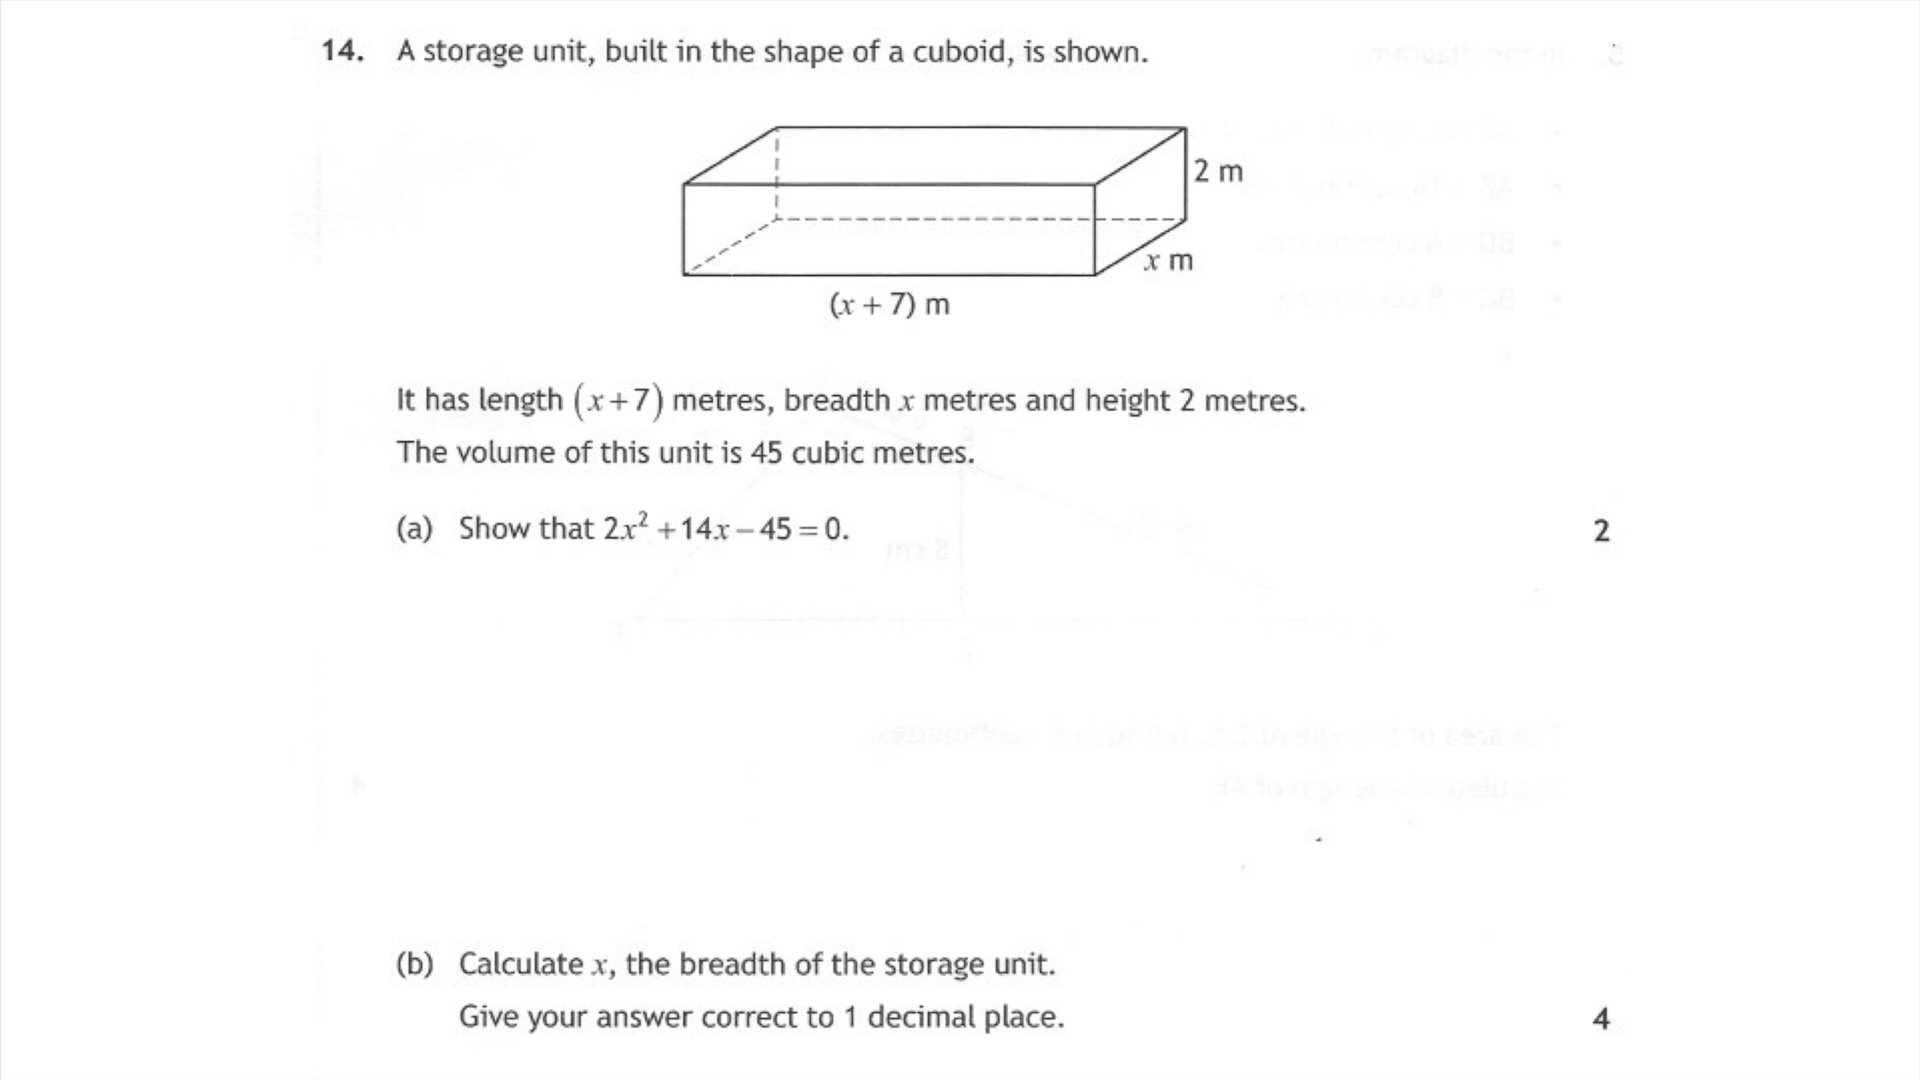 14. A storage unit, built in the shape of a cuboid, is shown.
2 m
x m
(x + 7) m
It has length (x+7) metres, breadth x metres and height 2 metres.
The volume of this unit is 45 cubic metres.
(a) Show that 2x² +14x – 45 = 0. 2
(b) Calculate x, the breadth of the storage unit.
Give your answer correct to 1 decimal place. 4